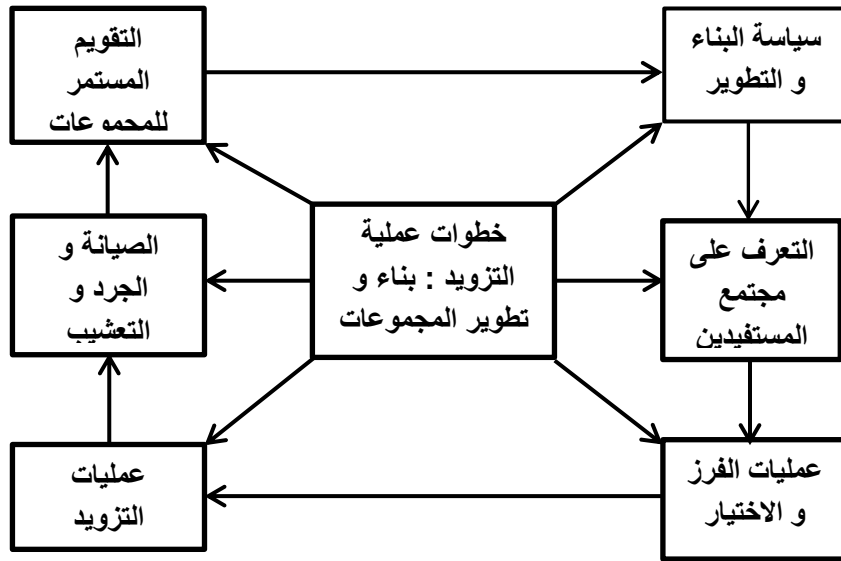 سياسة البناء
و التطوير
التقويم
المستمر
للمجموعات
خطوات عملية
التزويد : بناء و
تطوير المجموعات
التعرف على
مجتمع
المستفيدين
الصيانة و
الجرد و
التعشيب
عمليات الفرز
و الاختيار
عمليات
التزويد